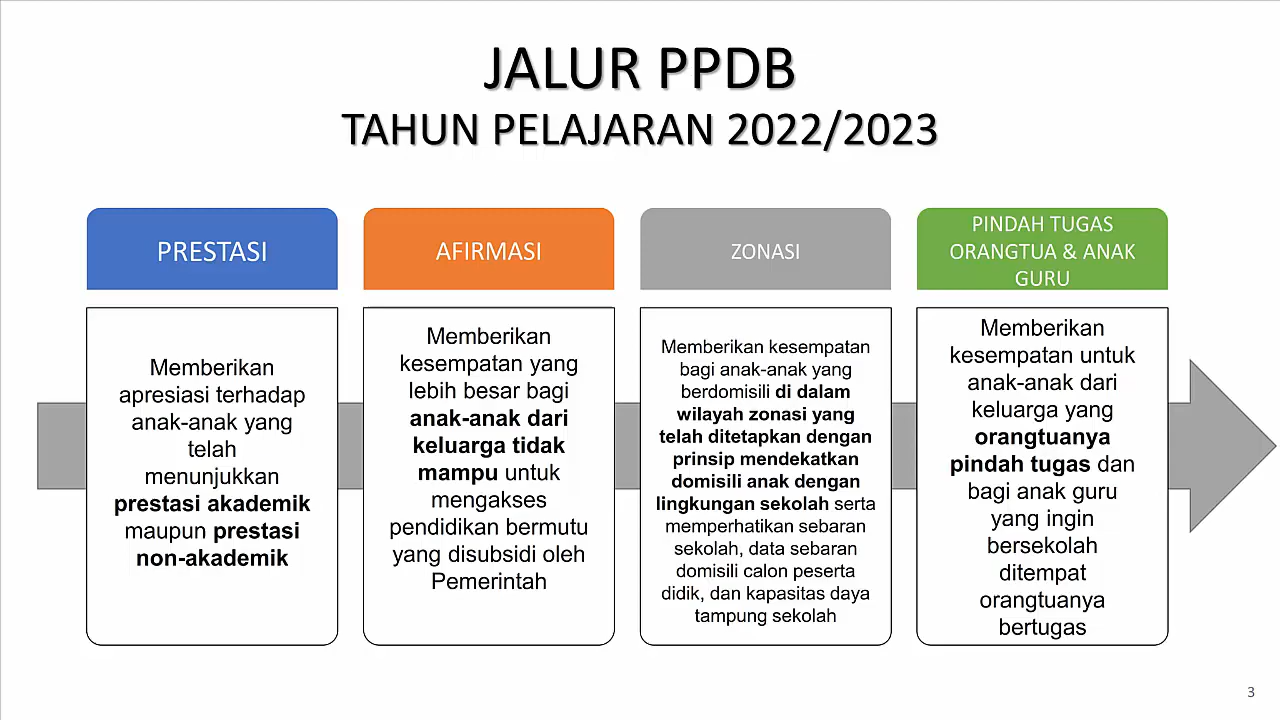 JALUR PPDB
TAHUN PELAJARAN 2022/2023
PRESTASI
Memberikan
apresiasi terhadap
anak-anak yang
telah
menunjukkan
prestasi akademik
maupun prestasi
non-akademik
AFIRMASI
Memberikan
kesempatan yang
lebih besar bagi
anak-anak dari
keluarga tidak
mampu untuk
mengakses
pendidikan bermutu
yang disubsidi oleh
Pemerintah
ZONASI
Memberikan kesempatan
bagi anak-anak yang
berdomisili di dalam
wilayah zonasi yang
telah ditetapkan dengan
prinsip mendekatkan
domisili anak dengan
lingkungan sekolah serta
memperhatikan sebaran
sekolah, data sebaran
domisili calon peserta
didik, dan kapasitas daya
tampung sekolah
PINDAH TUGAS
ORANGTUA & ANAK
GURU
Memberikan
kesempatan untuk
anak-anak dari
keluarga yang
orangtuanya
pindah tugas dan
bagi anak guru
yang ingin
bersekolah
ditempat
orangtuanya
bertugas
3